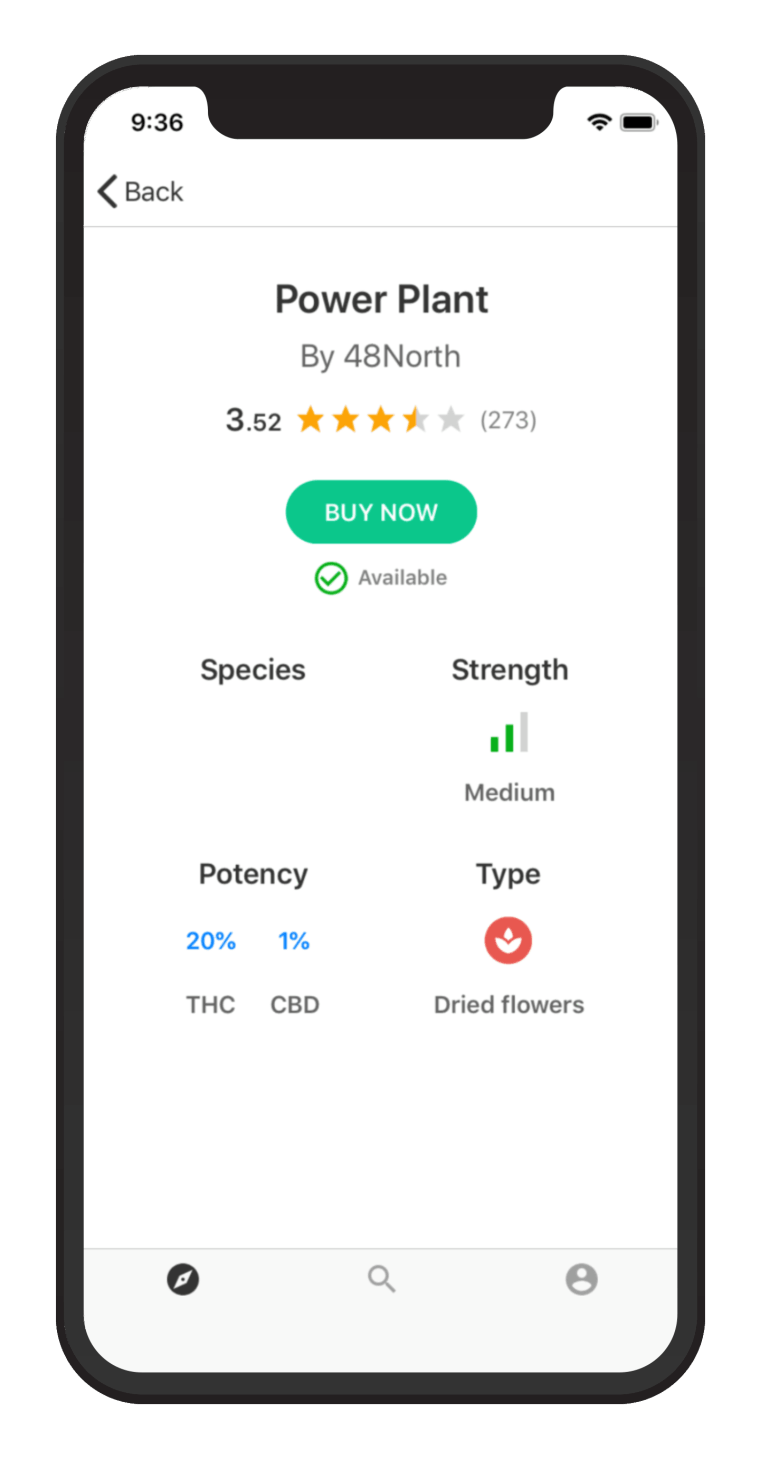 9:36
Back
Power Plant
By 48North
3.52 (273)
BUY NOW
Available
Species Strength
Medium
Potency Type
20% 1%
THC CBD Dried flowers